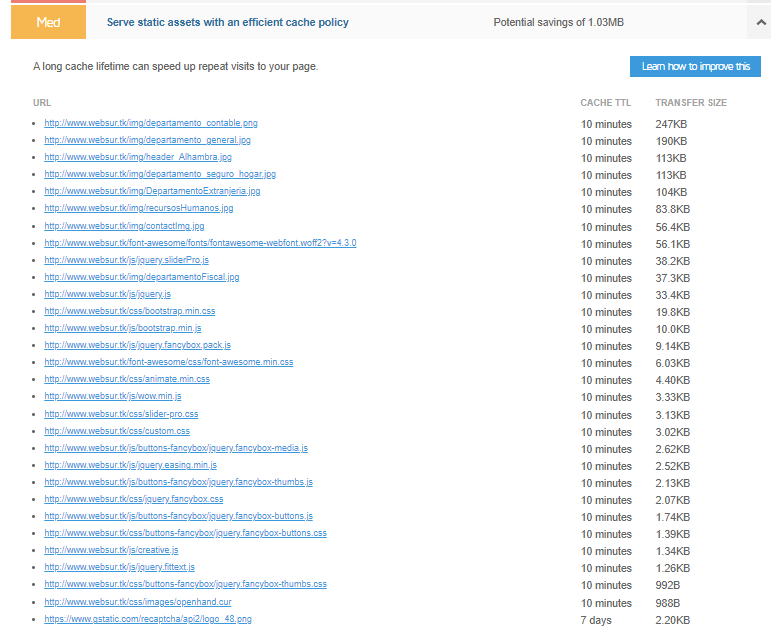 Med Serve static assets with an efficient cache policy Potential savings of 1.03MB
A long cache lifetime can speed up repeat visits to your page. Learn how to improve this
URL CACHE TTL TRANSFER SIZE
http://www.websur.tk/img/departamento_contable.png 10 minutes 247KB
http://www.websur.tk/img/departamento_general.jpg 10 minutes 190KB
http://www.websur.tk/img/header_Alhambra.jpg 10 minutes 113KB
http://www.websur.tk/img/departamento_seguro_hogar.jpg 10 minutes 113KB
http://www.websur.tk/img/DepartamentoExtranjeria.jpg 10 minutes 104KB
http://www.websur.tk/img/recursosHumanos.jpg 10 minutes 83.8KB
http://www.websur.tk/img/contactImg.jpg 10 minutes 56.4KB
http://www.websur.tk/font-awesome/fonts/fontawesome-webfont.woff2?v=4.3.0 10 minutes 56.1KB
http://www.websur.tk/js/jquery.sliderPro.js 10 minutes 38.2KB
http://www.websur.tk/img/departamentoFiscal.jpg 10 minutes 37.3KB
http://www.websur.tk/js/jquery.js 10 minutes 33.4KB
http://www.websur.tk/css/bootstrap.min.css 10 minutes 19.8KB
http://www.websur.tk/js/bootstrap.min.js 10 minutes 10.0KB
http://www.websur.tk/js/jquery.fancybox.pack.js 10 minutes 9.14KB
http://www.websur.tk/font-awesome/css/font-awesome.min.css 10 minutes 6.03KB
http://www.websur.tk/css/animate.min.css 10 minutes 4.40KB
http://www.websur.tk/js/wow.min.js 10 minutes 3.33KB
http://www.websur.tk/css/slider-pro.css 10 minutes 3.13KB
http://www.websur.tk/css/custom.css 10 minutes 3.02KB
http://www.websur.tk/js/buttons-fancybox/jquery.fancybox-media.js 10 minutes 2.62KB
http://www.websur.tk/js/jquery.easing.min.js 10 minutes 2.52KB
http://www.websur.tk/js/buttons-fancybox/jquery.fancybox-thumbs.js 10 minutes 2.13KB
http://www.websur.tk/css/jquery.fancybox.css 10 minutes 2.07KB
http://www.websur.tk/js/buttons-fancybox/jquery.fancybox-buttons.js 10 minutes 1.74KB
http://www.websur.tk/css/buttons-fancybox/jquery.fancybox-buttons.css 10 minutes 1.39KB
http://www.websur.tk/js/creative.js 10 minutes 1.34KB
http://www.websur.tk/js/jquery.fittext.js 10 minutes 1.26KB
http://www.websur.tk/css/buttons-fancybox/jquery.fancybox-thumbs.css 10 minutes 992B
http://www.websur.tk/css/images/openhand.cur 10 minutes 988B
https://www.gstatic.com/recaptcha/api2/logo_48.png 7 days 2.20KB